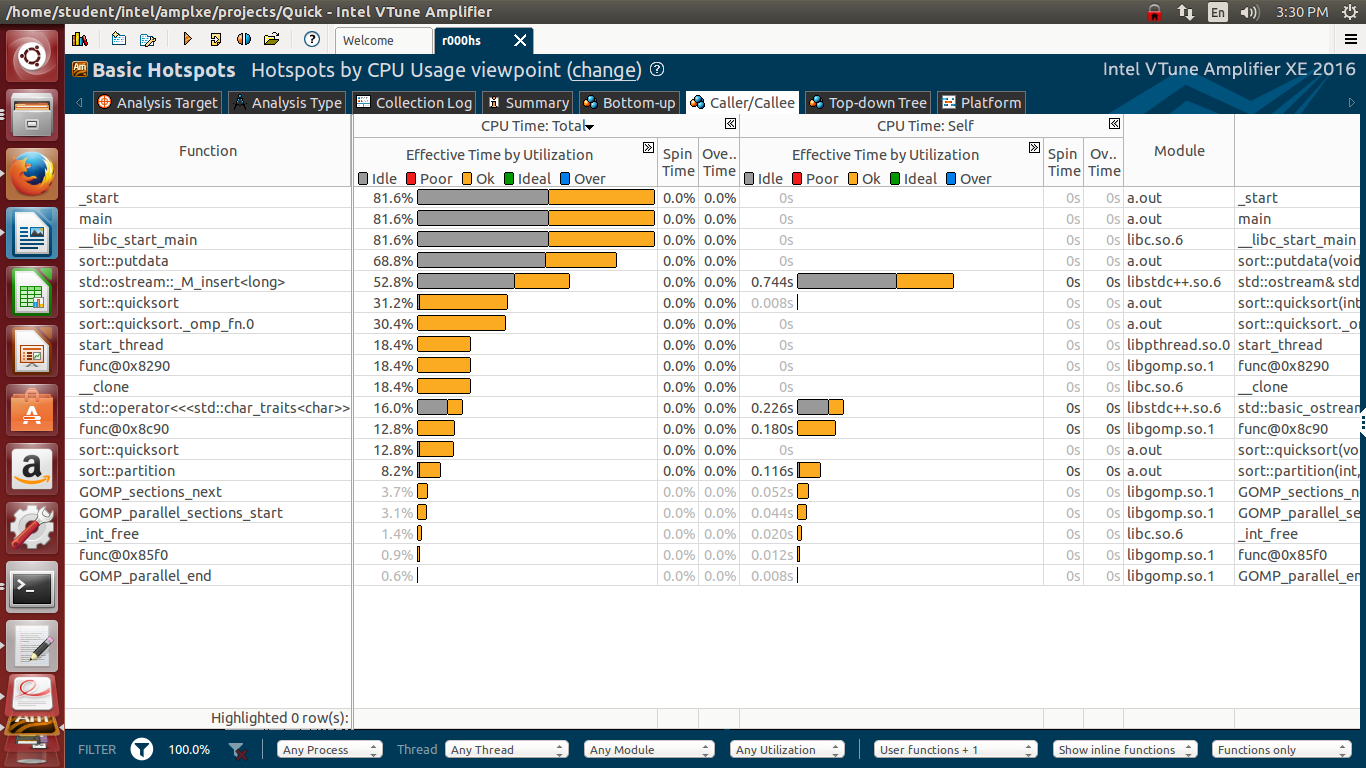 /home/student/intel/amplxe/projects/Quick - Intel VTune Amplifier
En 3:30 PM
Welcome r000hs
Basic Hotspots Hotspots by CPU Usage viewpoint (change) Intel VTune Amplifier XE 2016
Analysis Target Analysis Type Collection Log Summary Bottom-up Caller/Callee Top-down Tree Platform
Function CPU Time: Total CPU Time: Self Module
Effective Time by Utilization Spin Time Ove.. Time Effective Time by Utilization Spin Time Ov... Time
Idle Poor Ok Ideal Over Idle Poor Ok Ideal Over
_start 81.6% 0.0% 0.0% 0s 0s 0s a.out _start
main 81.6% 0.0% 0.0% 0s 0s 0s a.out main
__libc_start_main 81.6% 0.0% 0.0% 0s 0s 0s libc.so.6 __libc_start_main
sort::putdata 68.8% 0.0% 0.0% 0s 0s 0s a.out sort::putdata(void
std::ostream::_M_insert<long> 52.8% 0.0% 0.0% 0.744s 0s 0s libstdc++.so.6 std::ostream& std
sort::quicksort 31.2% 0.0% 0.0% 0.008s 0s 0s a.out sort::quicksort(int
sort::quicksort._omp_fn.0 30.4% 0.0% 0.0% 0s 0s 0s a.out sort::quicksort._o
start_thread 18.4% 0.0% 0.0% 0s 0s 0s libpthread.so.0 start_thread
func@0x8290 18.4% 0.0% 0.0% 0s 0s 0s libgomp.so.1 func@0x8290
__clone 18.4% 0.0% 0.0% 0s 0s 0s libc.so.6 __clone
std::operator<<<std::char_traits<char>> 16.0% 0.0% 0.0% 0.226s 0s 0s libstdc++.so.6 std::basic_ostream
func@0x8c90 12.8% 0.0% 0.0% 0.180s 0s 0s libgomp.so.1 func@0x8c90
sort::quicksort 12.8% 0.0% 0.0% 0s 0s 0s a.out sort::quicksort(vo
sort::partition 8.2% 0.0% 0.0% 0.116s 0s 0s a.out sort::partition(int,
GOMP_sections_next 3.7% 0.0% 0.0% 0.052s 0s 0s libgomp.so.1 GOMP_sections_n
GOMP_parallel_sections_start 3.1% 0.0% 0.0% 0.044s 0s 0s libgomp.so.1 GOMP_parallel_se
_int_free 1.4% 0.0% 0.0% 0.020s 0s 0s libc.so.6 _int_free
func@0x85f0 0.9% 0.0% 0.0% 0.012s 0s 0s libgomp.so.1 func@0x85f0
GOMP_parallel_end 0.6% 0.0% 0.0% 0.008s 0s 0s libgomp.so.1 GOMP_parallel_er
Highlighted 0 row(s):
FILTER 100.0% Any Process Thread Any Thread Any Module Any Utilization User functions + 1 Show inline functions Functions only